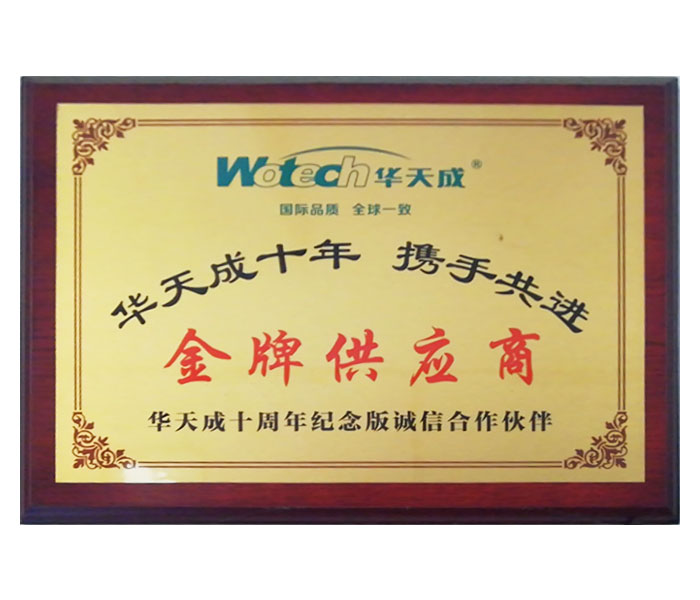 Wotech华天成®
国际品质 全球一致
华天成十年 携手共进
金牌供应商
华天成十周年纪念版诚信合作伙伴